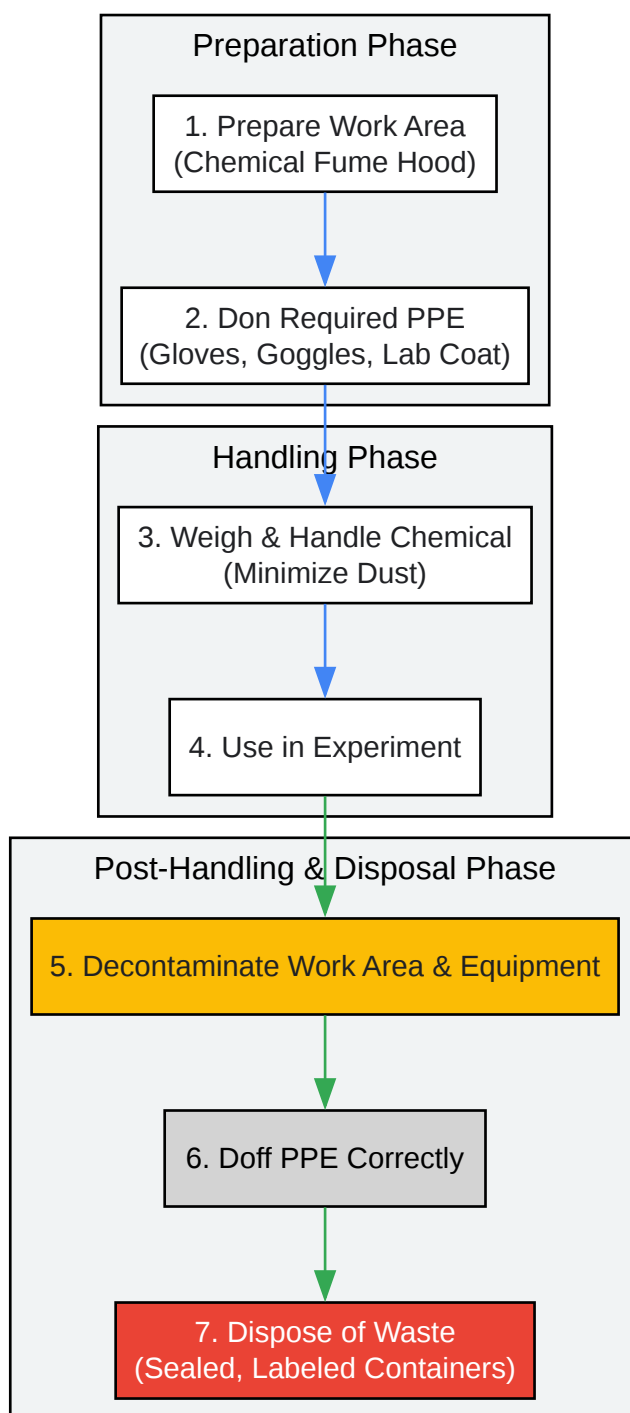 Preparation Phase
1. Prepare Work Area
(Chemical Fume Hood)
2. Don Required PPE
(Gloves, Goggles, Lab Coat)
Handling Phase
3. Weigh & Handle Chemical
(Minimize Dust)
4. Use in Experiment
Post-Handling & Disposal Phase
5. Decontaminate Work Area & Equipment
6. Doff PPE Correctly
7. Dispose of Waste
(Sealed, Labeled Containers)